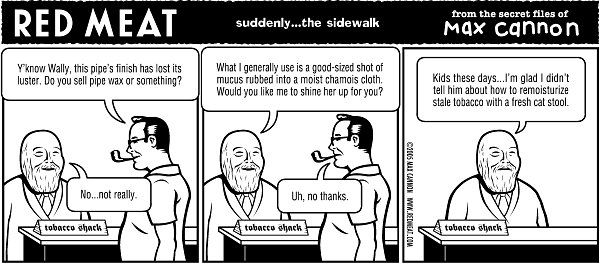 RED MEAT
suddenly...the sidewalk
from the secret files of
Max cannon
Y'know Wally, this pipe's finish has lost its
luster. Do you sell pipe wax or something?
No...not really.
tobacco shack
What I generally use is a good-sized shot of
mucus rubbed into a moist chamois cloth.
Would you like me to shine her up for you?
Uh, no thanks.
tobacco shack
Kids these days...I'm glad I didn't
tell him about how to remoisturize
stale tobacco with a fresh cat stool.
tobacco shack
©2005 MAX CANNON WWW.REDMEAT.COM